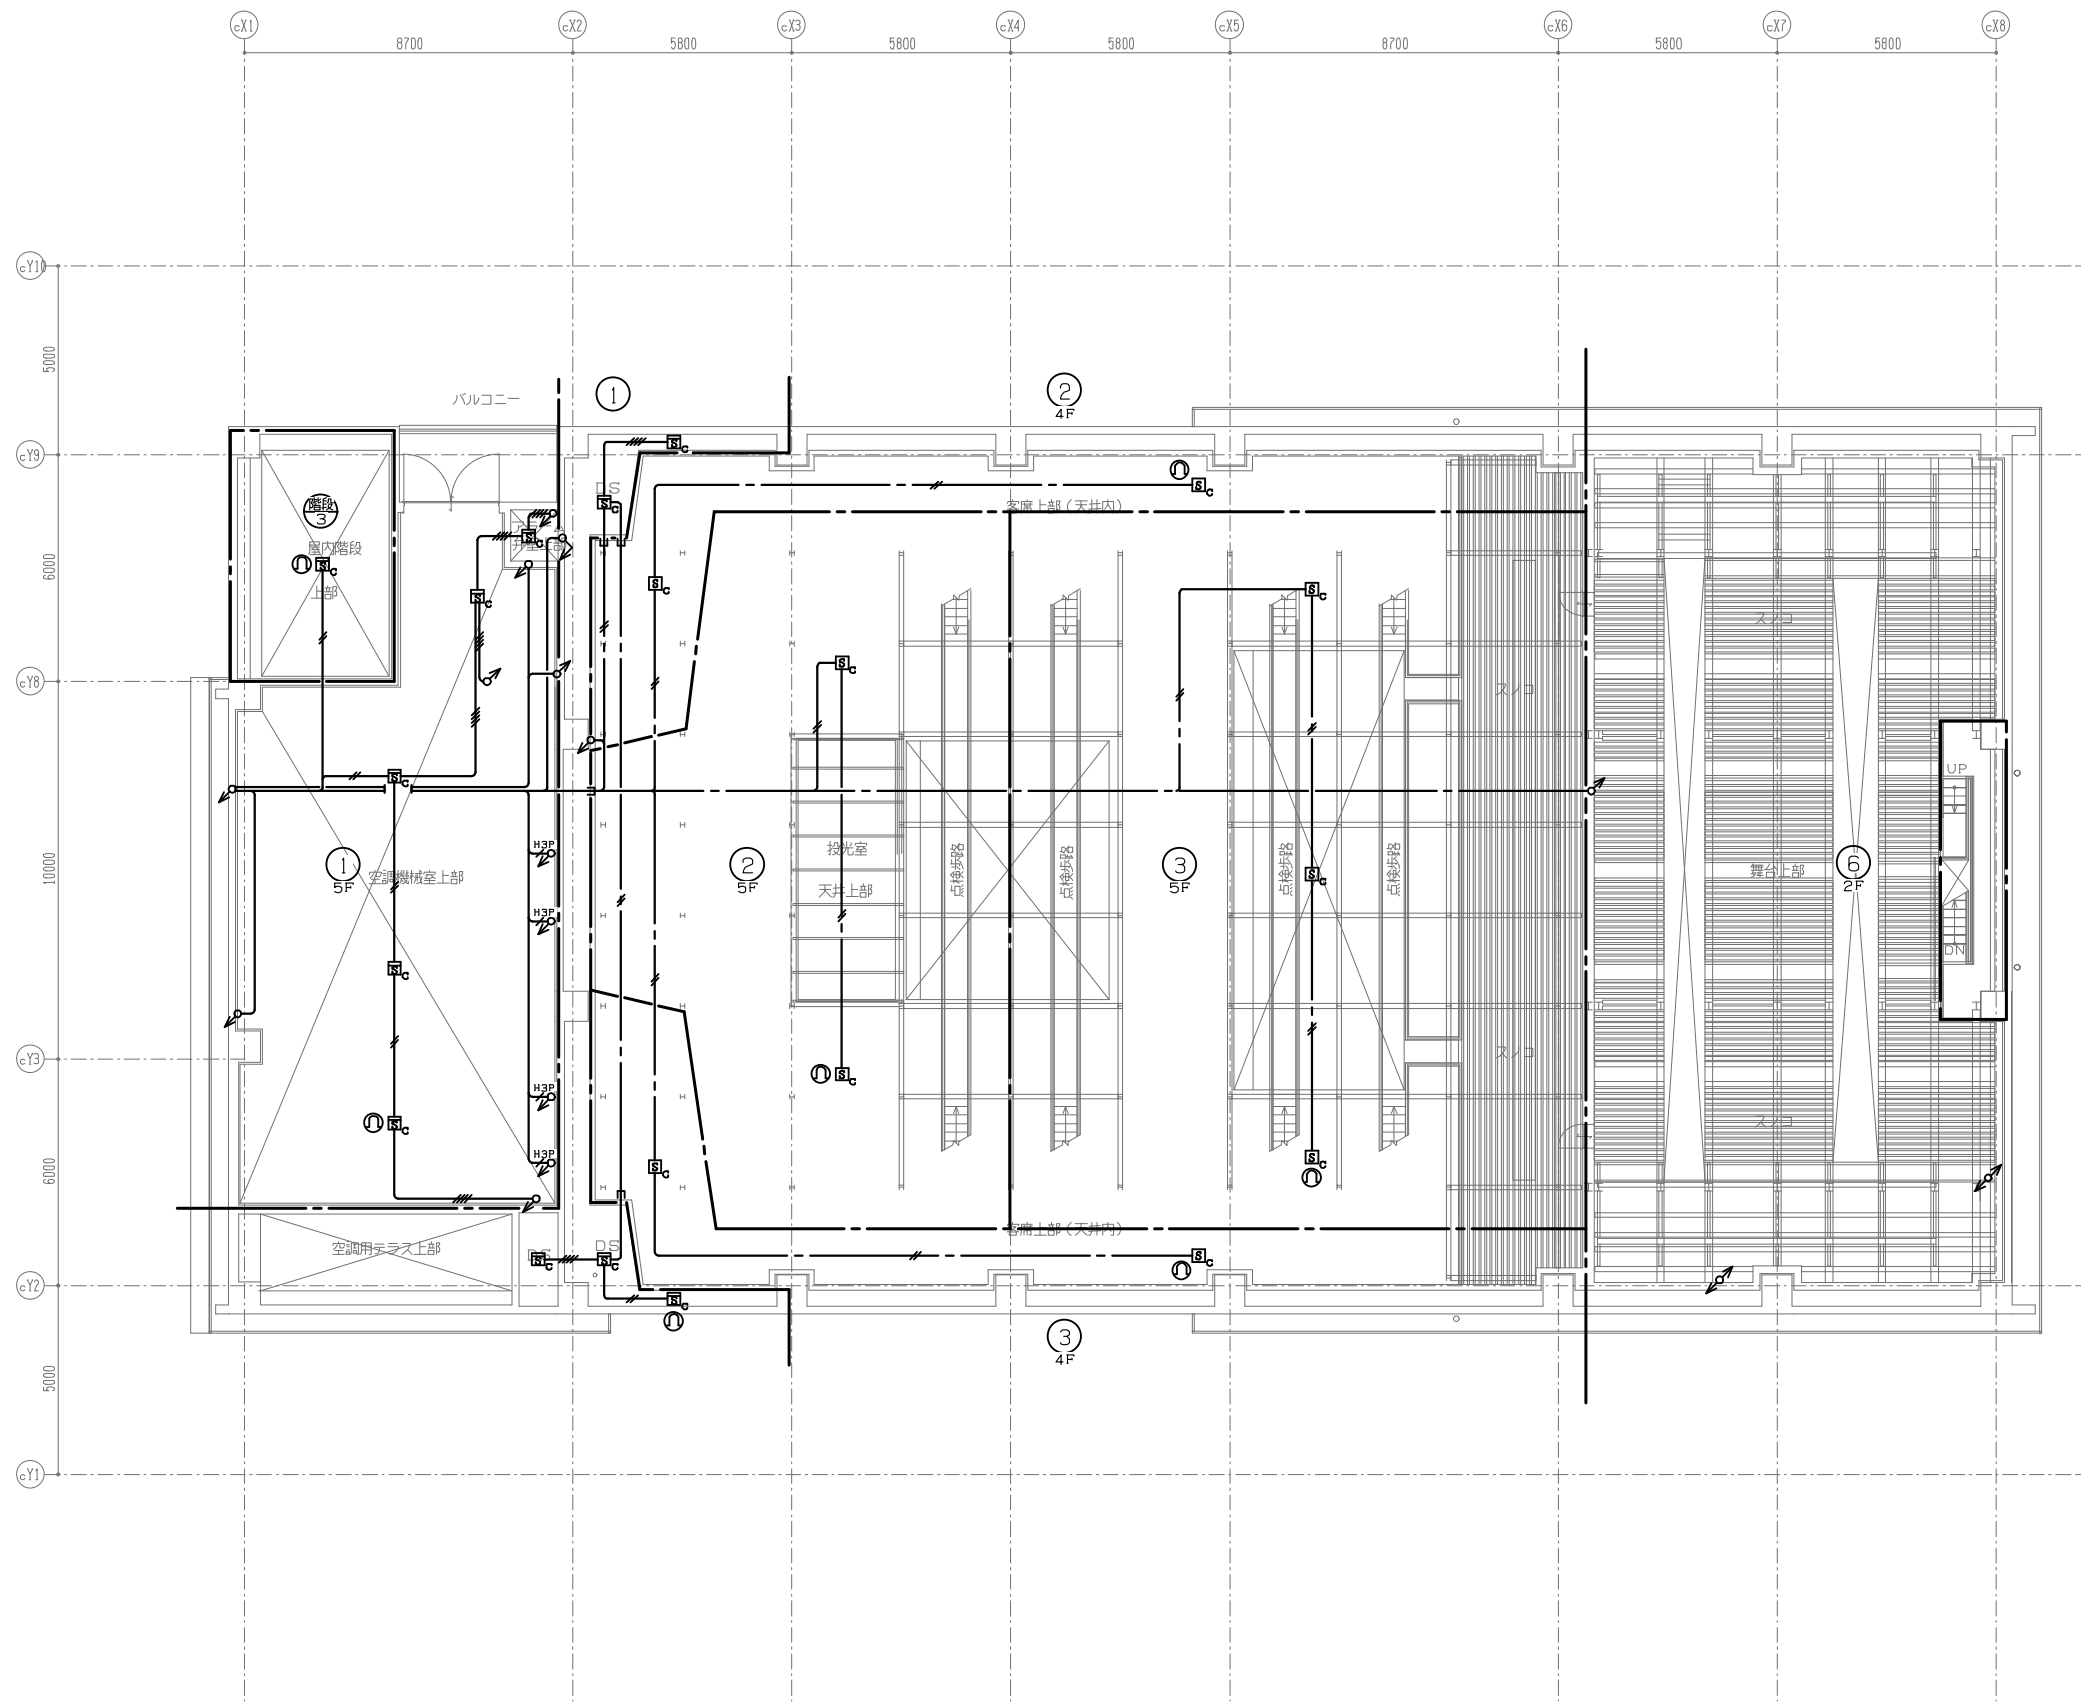 cX1
cX2
cX3
cX4
cX5
cX6
cX7
cX8
8700
5800
5800
5800
8700
5800
5800
cY10
5000
バルコニー
1
2
4F
cY9
S
C
DS
S
C
S
C
階段
3
客席上部(天井内)
S
C
6000
屋内階段
上部
S
C
S
C
S
C
S
C
スノコ
S
C
cY8
スノコ
UP
S
C
10000
H3P
1
5F
空調機械室上部
2
5F
投光室
天井上部
点検歩路
点検歩路
3
5F
点検歩路
点検歩路
S
C
舞台上部
6
2F
H3P
DN
S
C
cY3
スノコ
S
C
S
C
H3P
スノコ
6000
H3P
S
C
S
C
客席上部(天井内)
空調用テラス上部
DS
S
C
DS
S
C
S
C
cY2
S
C
3
4F
5000
cY1